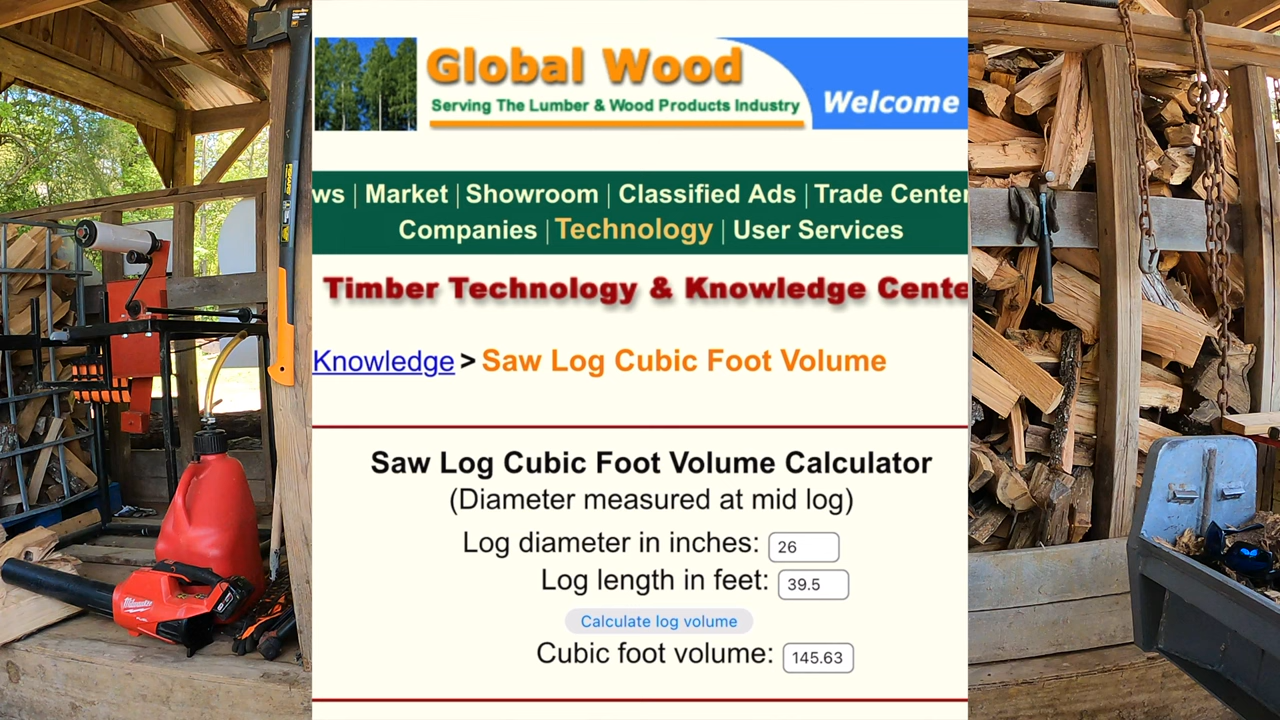 Global Wood
Serving The Lumber & Wood Products Industry
Welcome
ws | Market | Showroom | Classified Ads | Trade Center
Companies | Technology | User Services
Timber Technology & Knowledge Cente
Knowledge > Saw Log Cubic Foot Volume
Saw Log Cubic Foot Volume Calculator
(Diameter measured at mid log)
Log diameter in inches: 26
Log length in feet: 39.5
Calculate log volume
Cubic foot volume: 145.63
Milwaukee